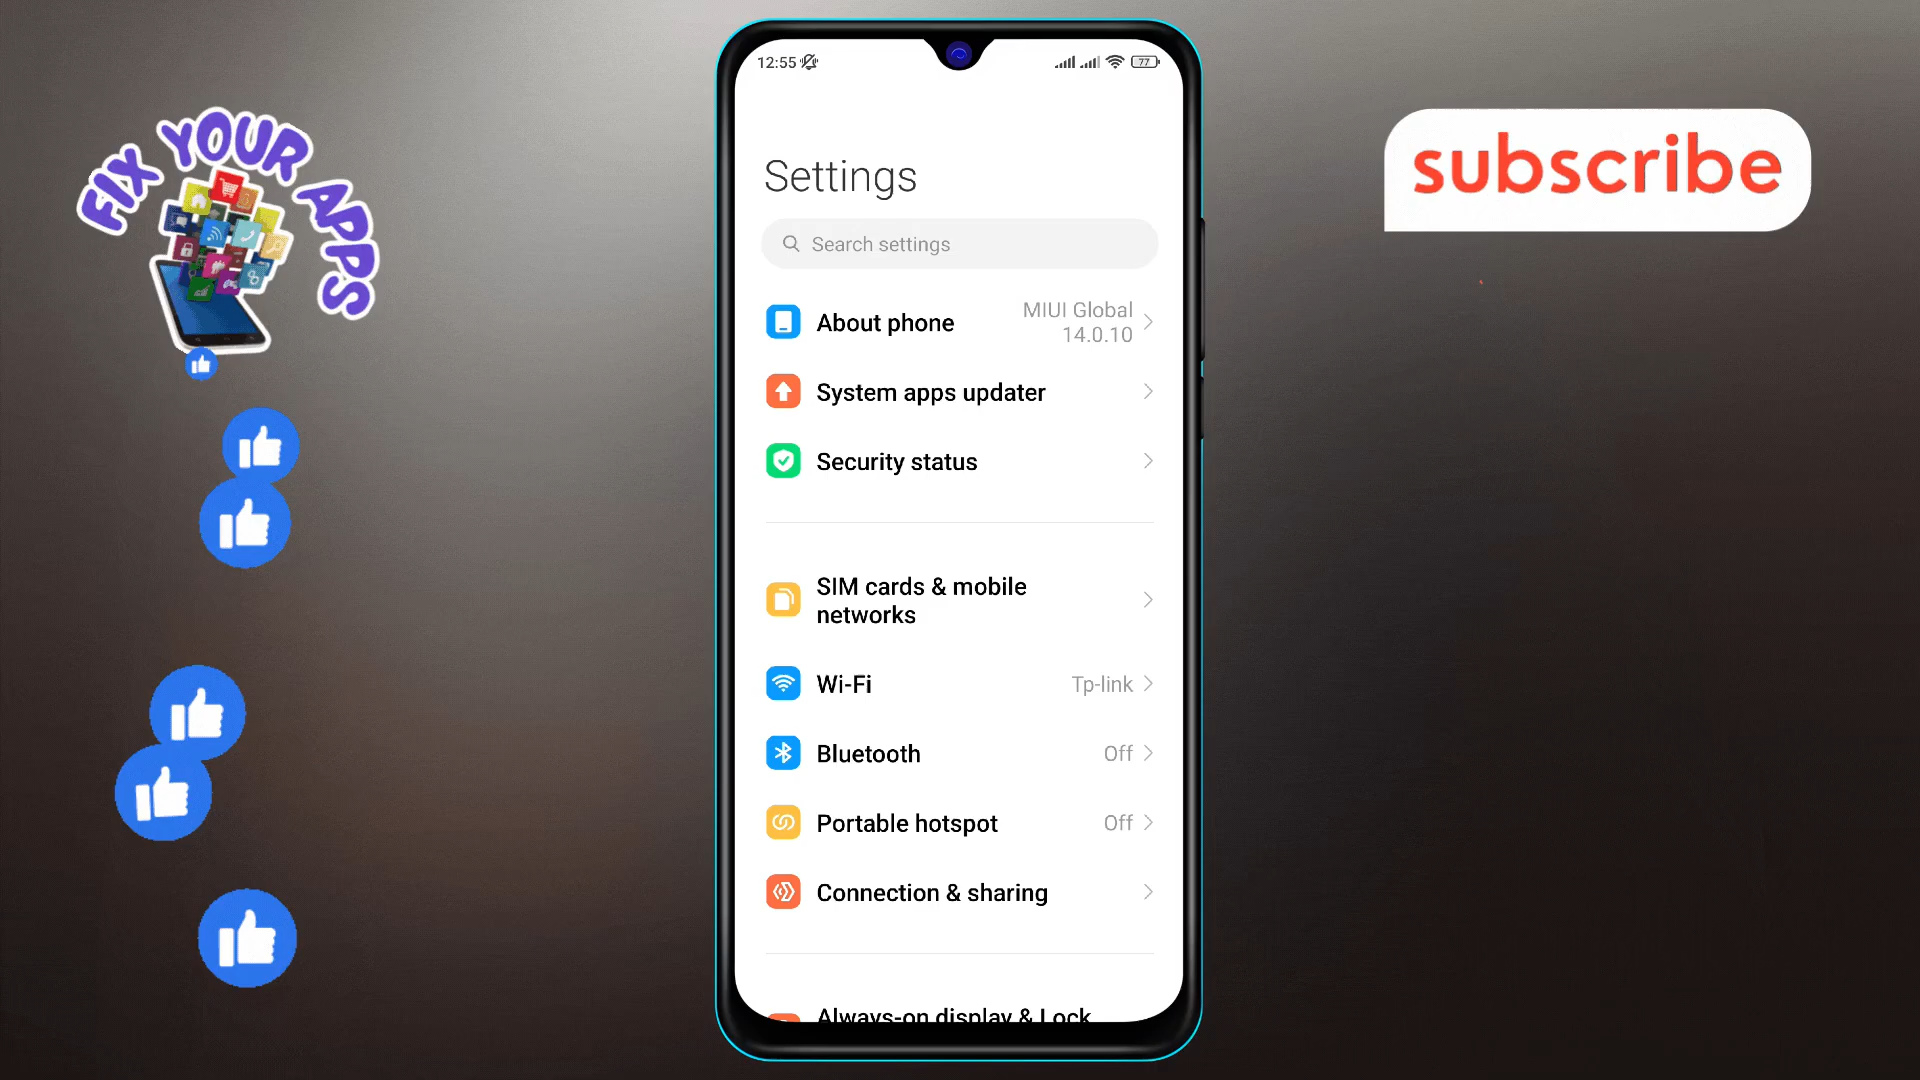 FIX YOUR APPS
12:55
77
Settings
Search settings
About phone
MIUI Global
14.0.10
System apps updater
Security status
SIM cards & mobile
networks
Wi-Fi
Tp-link
Bluetooth
Off
Portable hotspot
Off
Connection & sharing
Always-on display & Lock
subscribe